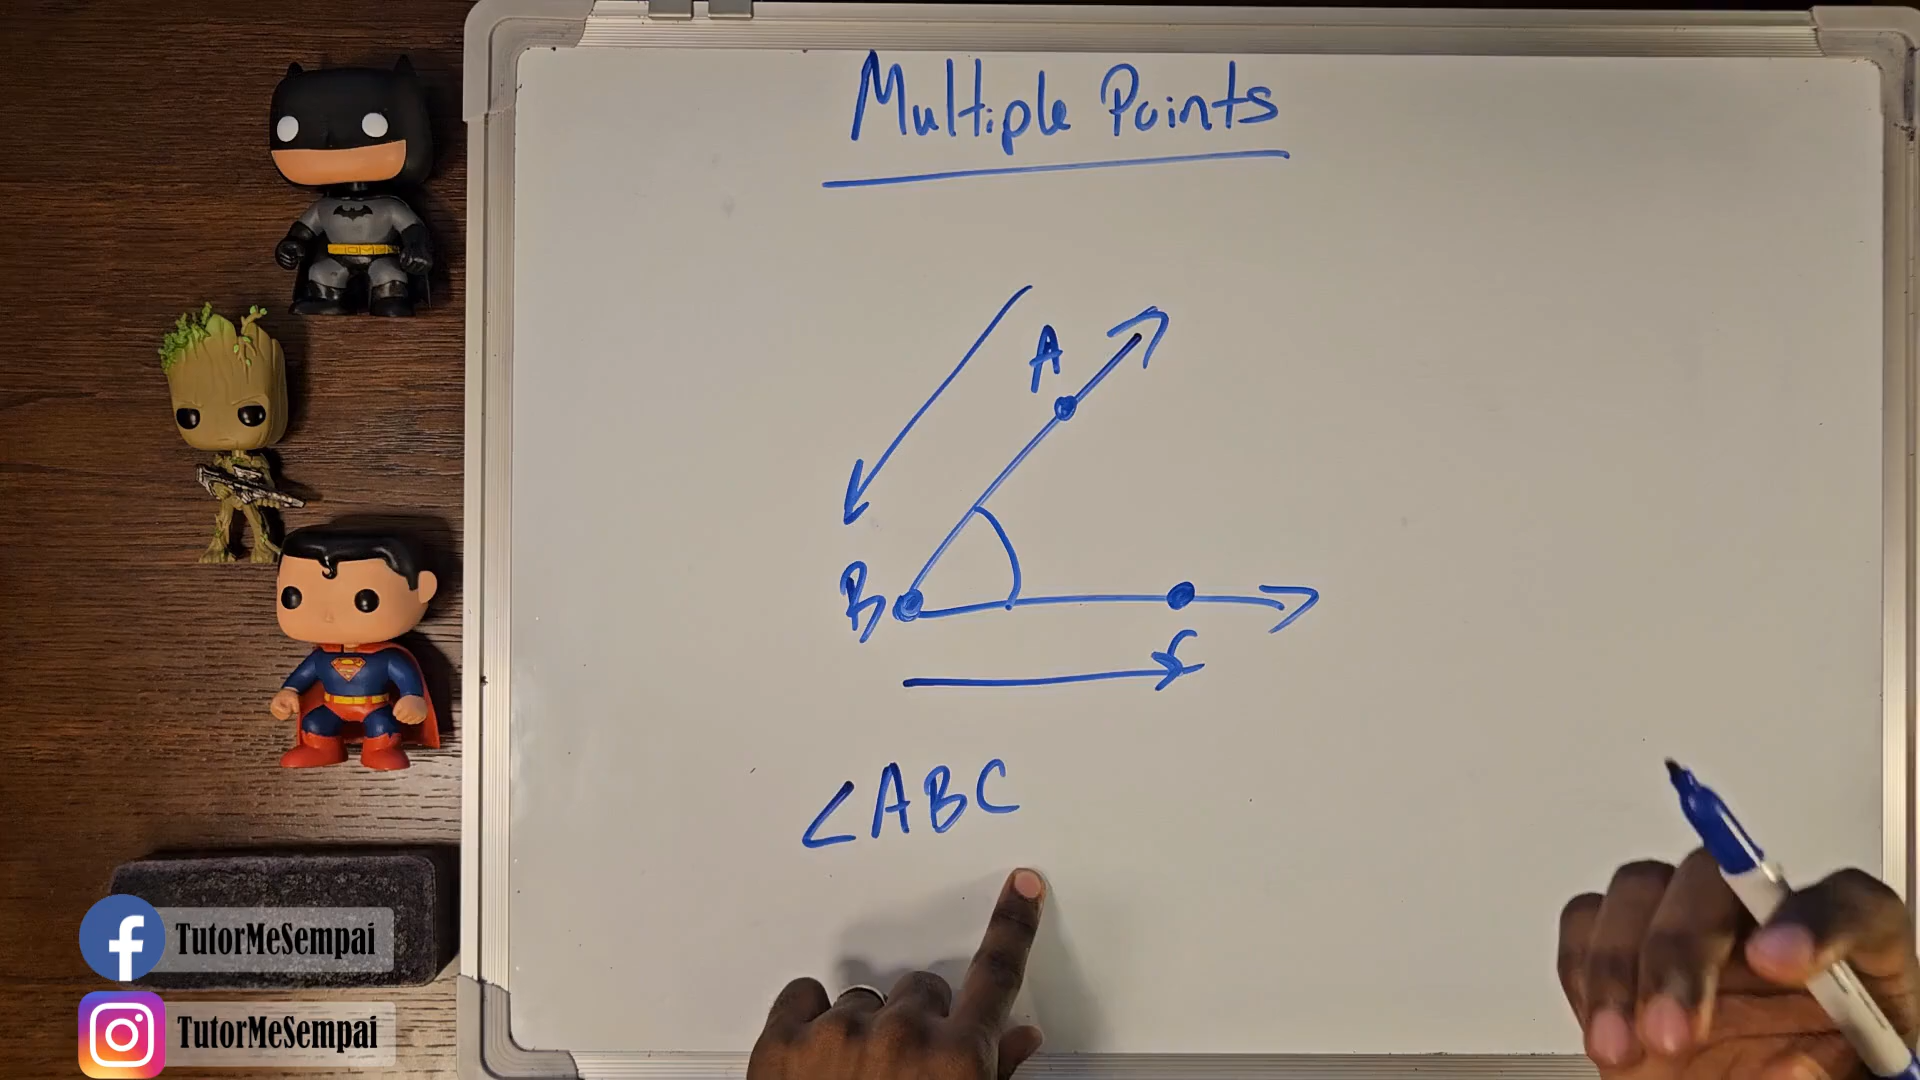 Multiple Points
A
B
C
∠ABC
TutorMeSempai
TutorMeSempai